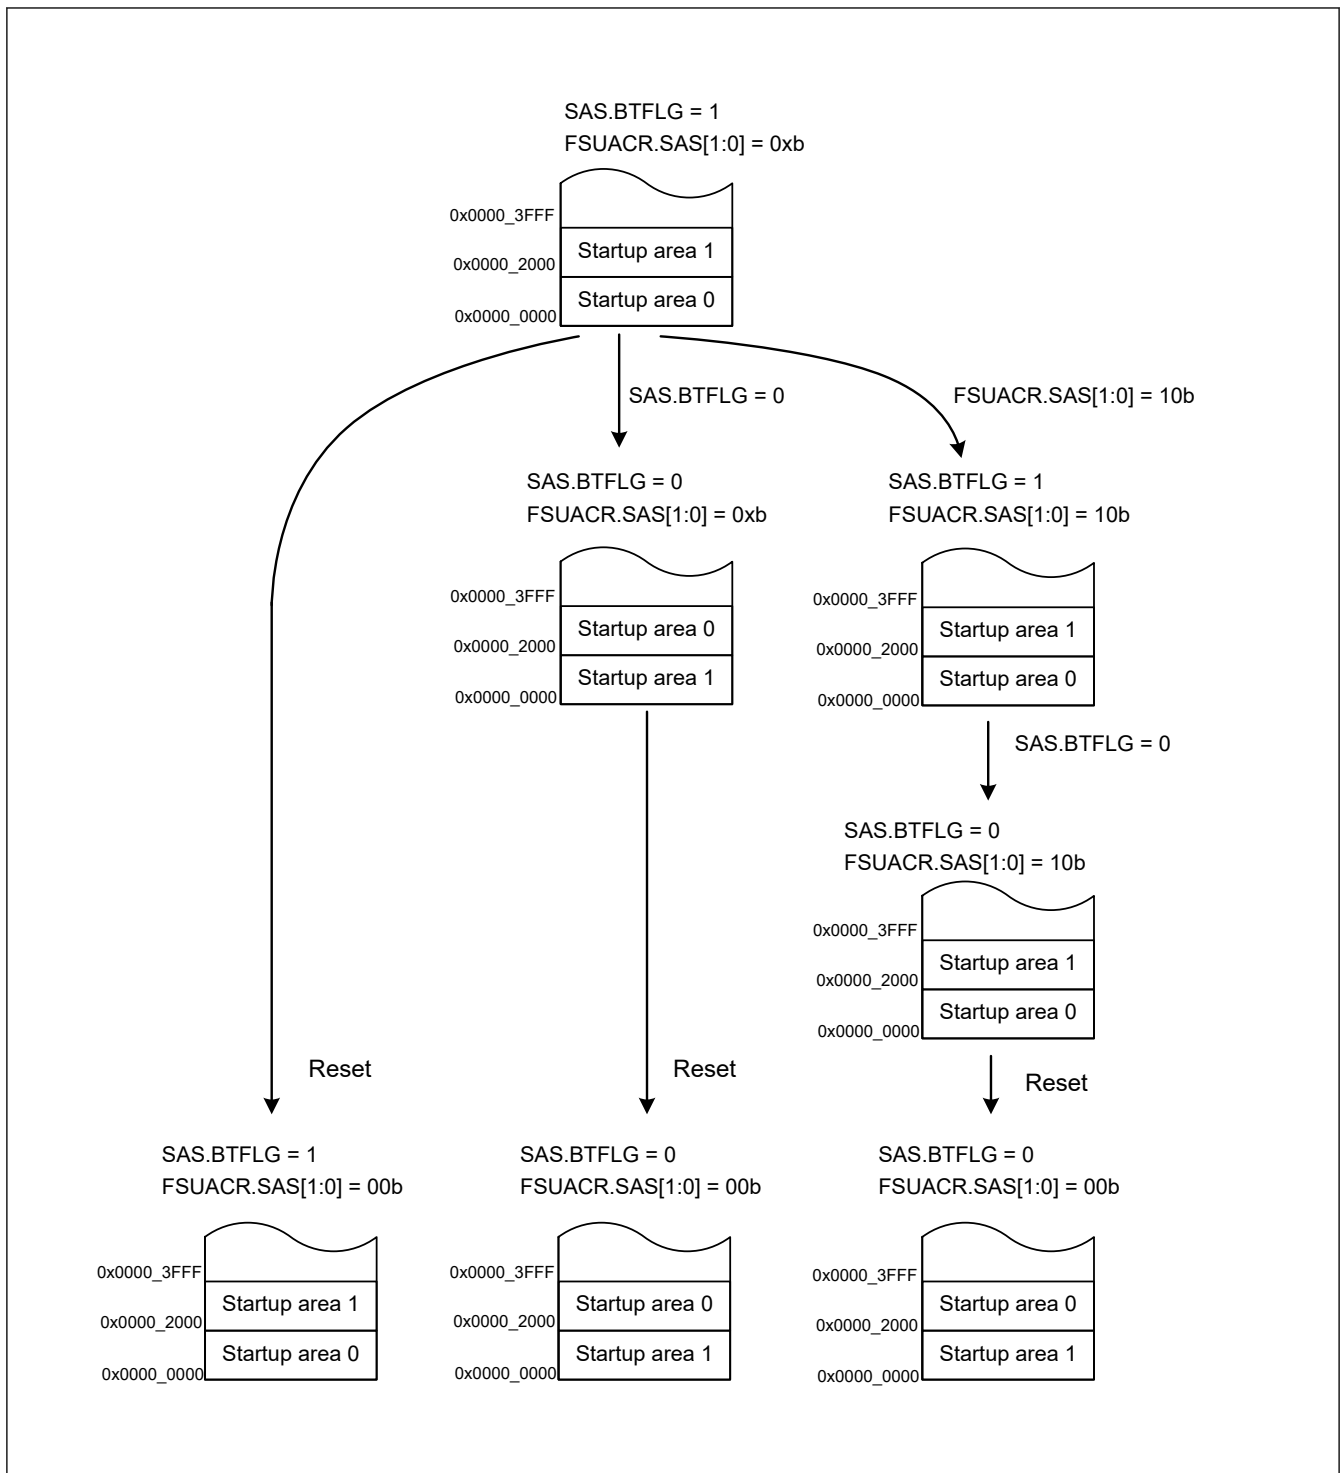 SAS.BTFLG = 1
FSUACR.SAS[1:0] = 0xb
0x0000_3FFF
Startup area 1
0x0000_2000
Startup area 0
0x0000_0000
SAS.BTFLG = 0
FSUACR.SAS[1:0] = 10b
SAS.BTFLG = 0
FSUACR.SAS[1:0] = 0xb
0x0000_3FFF
Startup area 0
0x0000_2000
Startup area 1
0x0000_0000
SAS.BTFLG = 1
FSUACR.SAS[1:0] = 10b
0x0000_3FFF
Startup area 1
0x0000_2000
Startup area 0
0x0000_0000
SAS.BTFLG = 0
SAS.BTFLG = 0
FSUACR.SAS[1:0] = 10b
0x0000_3FFF
Startup area 1
0x0000_2000
Startup area 0
0x0000_0000
Reset
Reset
Reset
SAS.BTFLG = 1
FSUACR.SAS[1:0] = 00b
0x0000_3FFF
Startup area 1
0x0000_2000
Startup area 0
0x0000_0000
SAS.BTFLG = 0
FSUACR.SAS[1:0] = 00b
0x0000_3FFF
Startup area 0
0x0000_2000
Startup area 1
0x0000_0000
SAS.BTFLG = 0
FSUACR.SAS[1:0] = 00b
0x0000_3FFF
Startup area 0
0x0000_2000
Startup area 1
0x0000_0000